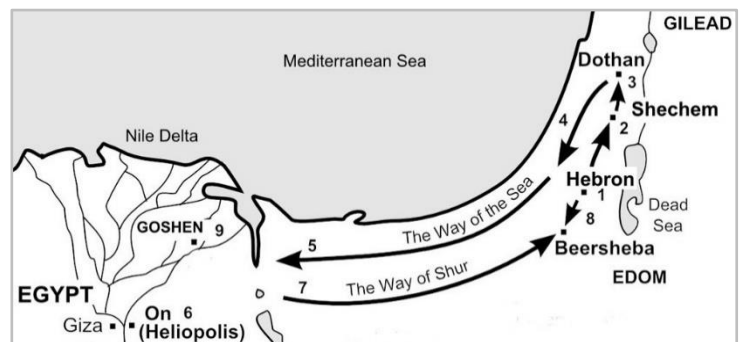 GILEAD
Mediterranean Sea
Dothan
3
4
Shechem
2
Nile Delta
Hebron
1
The Way of the Sea
Dead
Sea
8
GOSHEN 9
5
Beersheba
7
The Way of Shur
EDOM
EGYPT
On 6
Giza
(Heliopolis)